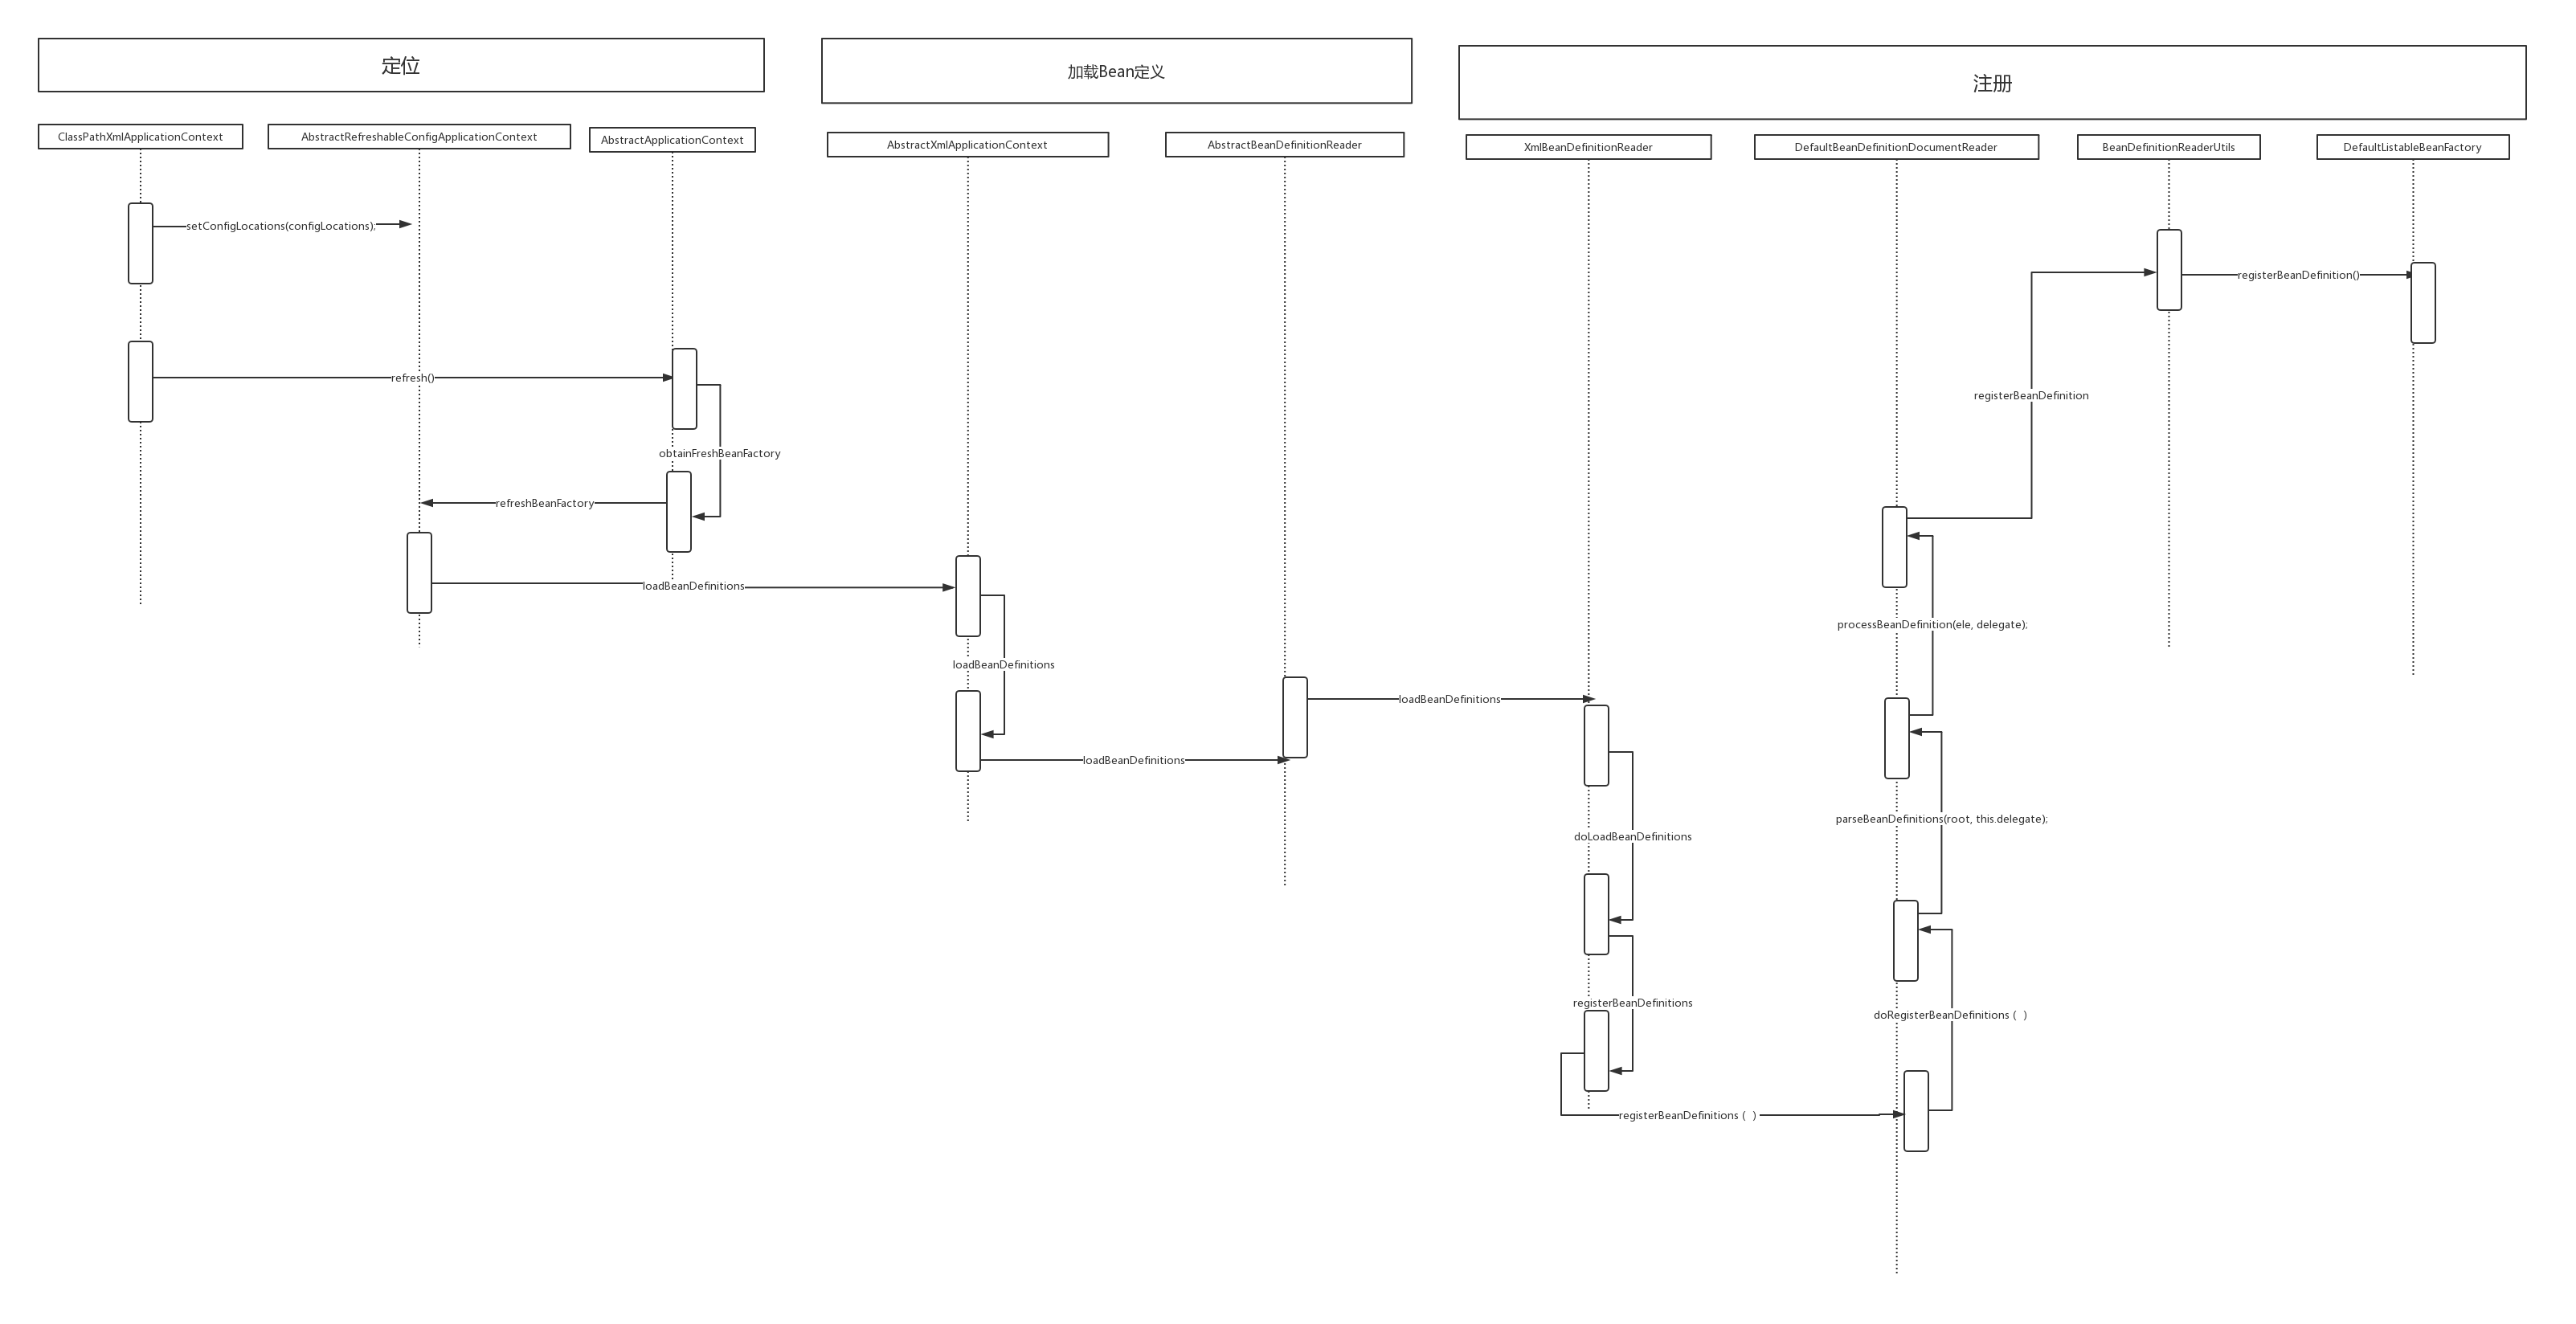 定位
加载Bean定义
注册
ClassPathXmlApplicationContext
AbstractRefreshableConfigApplicationContext
AbstractApplicationContext
AbstractXmlApplicationContext
AbstractBeanDefinitionReader
XmlBeanDefinitionReader
DefaultBeanDefinitionDocumentReader
BeanDefinitionReaderUtils
DefaultListableBeanFactory
setConfigLocations(configLocations);
registerBeanDefinition()
refresh()
registerBeanDefinition
obtainFreshBeanFactory
refreshBeanFactory
loadBeanDefinitions
processBeanDefinition(ele, delegate);
loadBeanDefinitions
loadBeanDefinitions
loadBeanDefinitions
parseBeanDefinitions(root, this.delegate);
doLoadBeanDefinitions
registerBeanDefinitions
doRegisterBeanDefinitions（ ）
registerBeanDefinitions（ ）